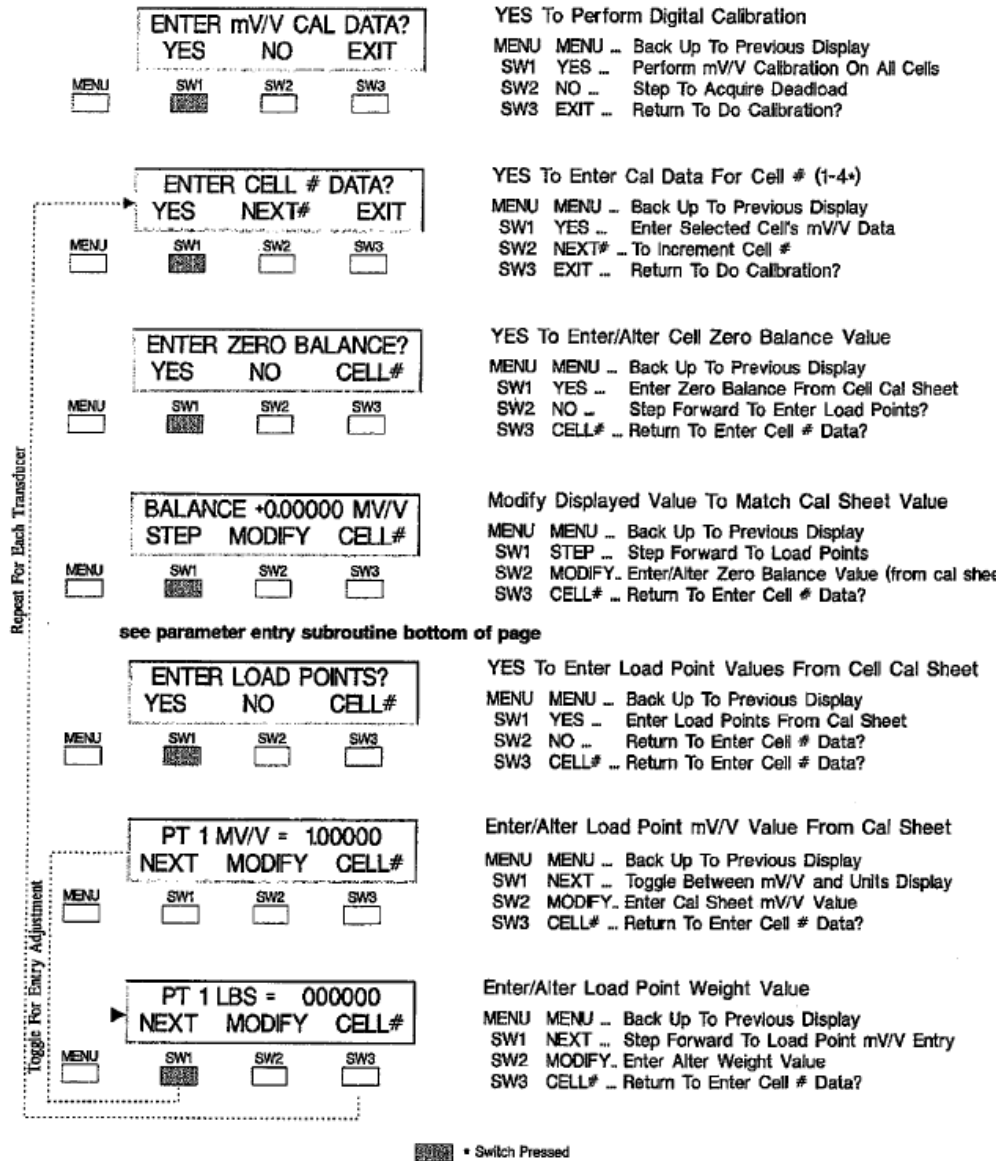 ENTER mV/V CAL DATA?
YES NO EXIT
MENU SW1 SW2 SW3
YES To Perform Digital Calibration
MENU MENU ... Back Up To Previous Display
SW1 YES ... Perform mV/V Calibration On All Cells
SW2 NO ... Step To Acquire Deadload
SW3 EXIT ... Return To Do Calibration?
ENTER CELL # DATA?
YES NEXT# EXIT
MENU SW1 SW2 SW3
YES To Enter Cal Data For Cell # (1-4*)
MENU MENU ... Back Up To Previous Display
SW1 YES ... Enter Selected Cell's mV/V Data
SW2 NEXT# ... To Increment Cell #
SW3 EXIT ... Return To Do Calibration?
ENTER ZERO BALANCE?
YES NO CELL#
MENU SW1 SW2 SW3
YES To Enter/Alter Cell Zero Balance Value
MENU MENU ... Back Up To Previous Display
SW1 YES ... Enter Zero Balance From Cell Cal Sheet
SW2 NO ... Step Forward To Enter Load Points?
SW3 CELL# ... Return To Enter Cell # Data?
BALANCE +0.00000 MV/V
STEP MODIFY CELL#
MENU SW1 SW2 SW3
Modify Displayed Value To Match Cal Sheet Value
MENU MENU ... Back Up To Previous Display
SW1 STEP ... Step Forward To Load Points
SW2 MODIFY.. Enter/Alter Zero Balance Value (from cal shee
SW3 CELL# ... Return To Enter Cell # Data?
see parameter entry subroutine bottom of page
ENTER LOAD POINTS?
YES NO CELL#
MENU SW1 SW2 SW3
YES To Enter Load Point Values From Cell Cal Sheet
MENU MENU ... Back Up To Previous Display
SW1 YES ... Enter Load Points From Cal Sheet
SW2 NO ... Return To Enter Cell # Data?
SW3 CELL# ... Return To Enter Cell # Data?
PT 1 MV/V = 1.00000
NEXT MODIFY CELL#
MENU SW1 SW2 SW3
Enter/Alter Load Point mV/V Value From Cal Sheet
MENU MENU ... Back Up To Previous Display
SW1 NEXT ... Toggle Between mV/V and Units Display
SW2 MODIFY.. Enter Cal Sheet mV/V Value
SW3 CELL# ... Return To Enter Cell # Data?
PT 1 LBS = 000000
NEXT MODIFY CELL#
MENU SW1 SW2 SW3
Enter/Alter Load Point Weight Value
MENU MENU ... Back Up To Previous Display
SW1 NEXT ... Step Forward To Load Point mV/V Entry
SW2 MODIFY.. Enter Alter Weight Value
SW3 CELL# ... Return To Enter Cell # Data?
Repeat For Each Transducer
Toggle For Entry Adjustment
• Switch Pressed